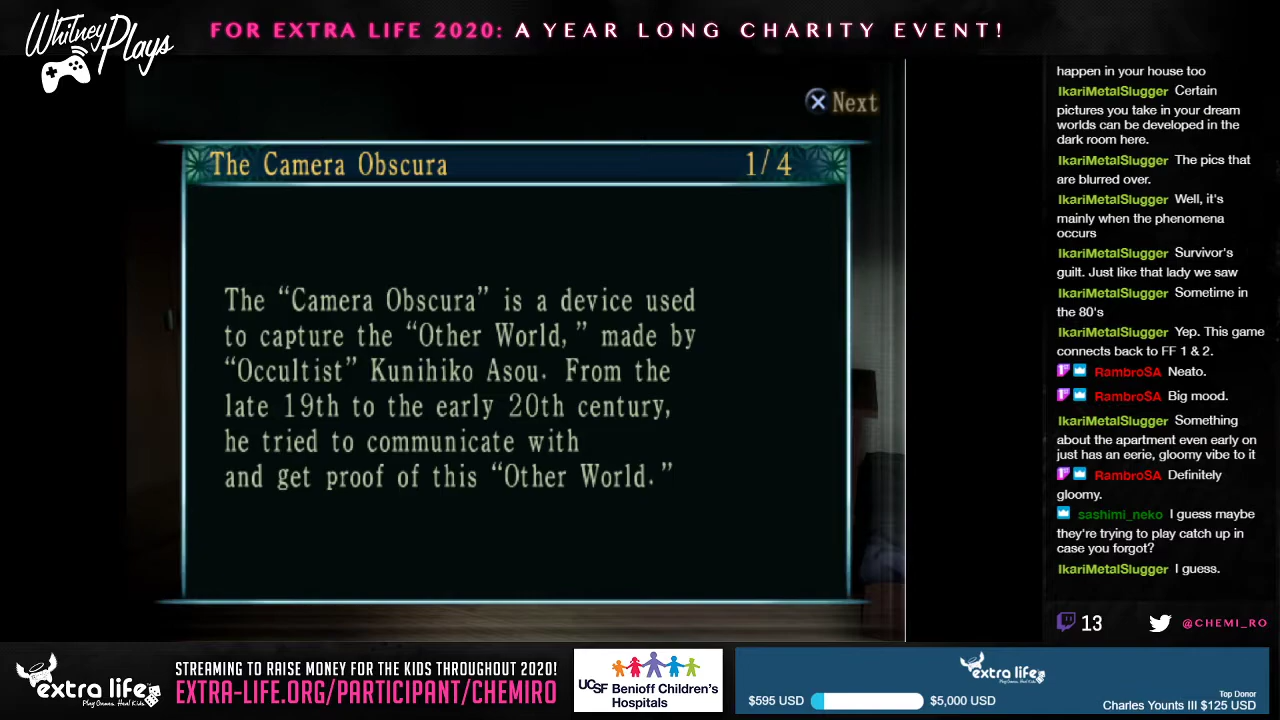 Whitney Plays
FOR EXTRA LIFE 2020: A YEAR LONG CHARITY EVENT!
Next
The Camera Obscura 1/4
The “Camera Obscura” is a device used
to capture the “Other World,” made by
“Occultist” Kunihiko Asou. From the
late 19th to the early 20th century,
he tried to communicate with
and get proof of this “Other World.”
happen in your house too
IkariMetalSlugger Certain
pictures you take in your dream
worlds can be developed in the
dark room here.
IkariMetalSlugger The pics that
are blurred over.
IkariMetalSlugger Well, it's
mainly when the phenomena
occurs
IkariMetalSlugger Survivor's
guilt. Just like that lady we saw
IkariMetalSlugger Sometime in
the 80's
IkariMetalSlugger Yep. This game
connects back to FF 1 & 2.
RambroSA Neato.
RambroSA Big mood.
IkariMetalSlugger Something
about the apartment even early on
just has an eerie, gloomy vibe to it
RambroSA Definitely
gloomy.
sashimi_neko I guess maybe
they're trying to play catch up in
case you forgot?
IkariMetalSlugger I guess.
13
@CHEMI_RO
extra life
Play Games. Heal Kids.
STREAMING TO RAISE MONEY FOR THE KIDS THROUGHOUT 2020!
EXTRA-LIFE.ORG/PARTICIPANT/CHEMIRO
UCSF Benioff Children's
Hospitals
extra life
$595 USD
$5,000 USD
Top Donor
Charles Younts III $125 USD